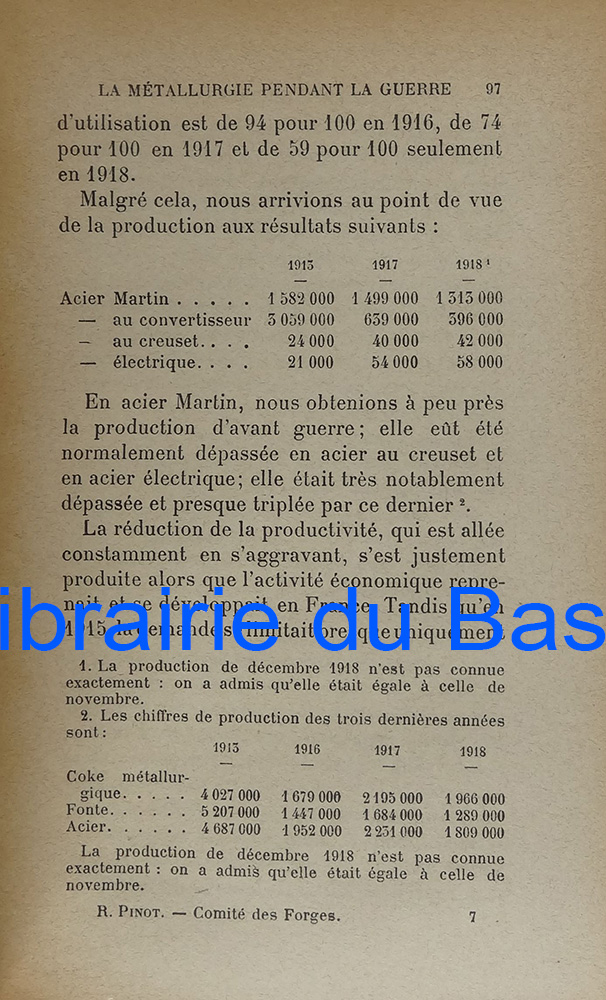 LA MÉTALLURGIE PENDANT LA GUERRE 97
d'utilisation est de 94 pour 100 en 1916, de 74
pour 100 en 1917 et de 59 pour 100 seulement
en 1918.
Malgré cela, nous arrivions au point de vue
de la production aux résultats suivants :
1913 1917 1918 ¹
— — —
Acier Martin . . . . . 1 582 000 1 499 000 1 313 000
— au convertisseur 3 059 000 639 000 396 000
— au creuset. . . . 24 000 40 000 42 000
— électrique. . . . 21 000 54 000 58 000
En acier Martin, nous obtenions à peu près
la production d'avant guerre ; elle eût été
normalement dépassée en acier au creuset et
en acier électrique ; elle était très notablement
dépassée et presque triplée par ce dernier ².
La réduction de la productivité, qui est allée
constamment en s'aggravant, s'est justement
produite alors que l'activité économique repre-
nait et se développait en France. Tandis qu'en
1915 la demande se limitait presque uniquement
ibrairie du Bas
1. La production de décembre 1918 n'est pas connue
exactement : on a admis qu'elle était égale à celle de
novembre.
2. Les chiffres de production des trois dernières années
sont :
1913 1916 1917 1918
— — — —
Coke métallur-
gique. . . . . 4 027 000 1 679 000 2 195 000 1 966 000
Fonte. . . . . . 5 207 000 1 447 000 1 684 000 1 289 000
Acier. . . . . . 4 687 000 1 952 000 2 231 000 1 809 000
La production de décembre 1918 n'est pas connue
exactement : on a admis qu'elle était égale à celle de
novembre.
R. PINOT. — Comité des Forges. 7